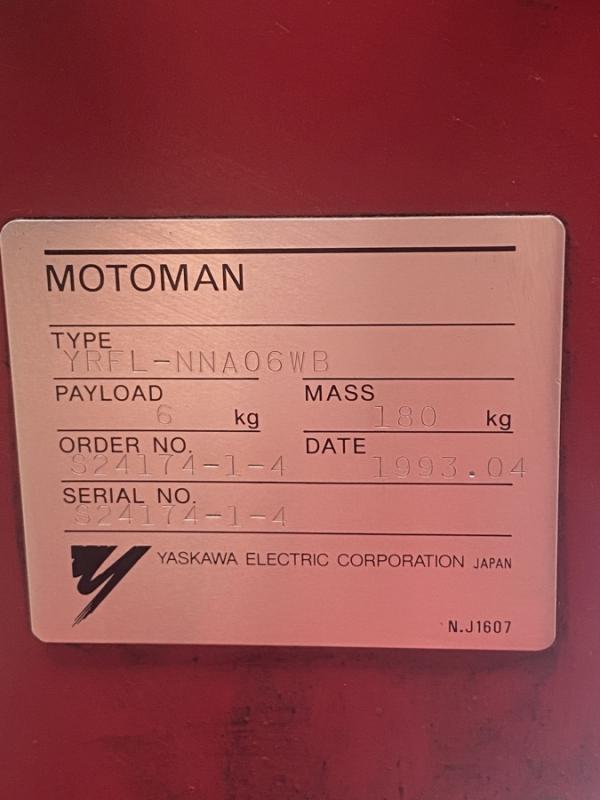 MOTOMAN
TYPE
YRFL-NNA06WB
PAYLOAD 6 kg
MASS 180 kg
ORDER NO. S24174-1-4
DATE 1993.04
SERIAL NO.
S24174-1-4
YASKAWA ELECTRIC CORPORATION JAPAN
N.J1607